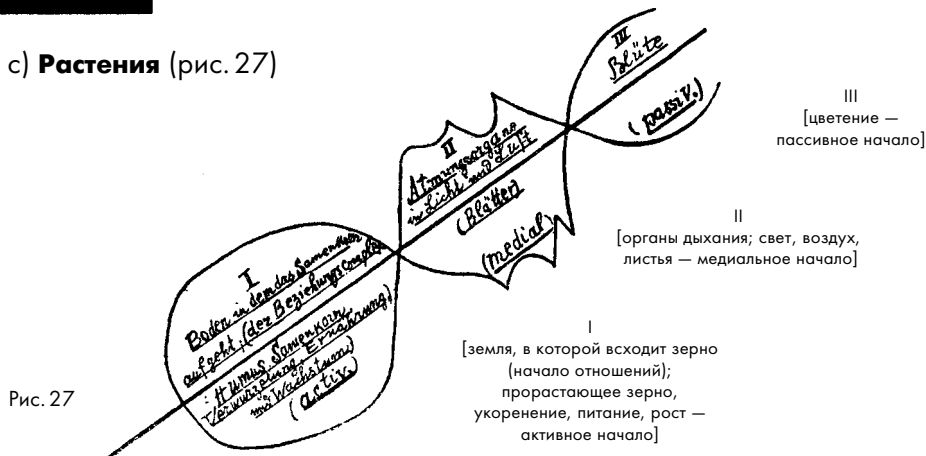 c) Растения (рис. 27)
III
Blüte
(passiv.)
III
[цветение —
пассивное начало]
II
Atmungsorgane
in Licht und Luft
(Blätter)
(medial)
II
[органы дыхания; свет, воздух,
листья — медиальное начало]
I
Boden in dem das Samenkorn
aufgeht, (der Beziehungscomplex)
: Humus, Samenkorn
Verwurzelung, Ernährung,)
und Wachstum)
(activ.)
I
[земля, в которой всходит зерно
(начало отношений);
прорастающее зерно,
укоренение, питание, рост —
активное начало]
Рис. 27